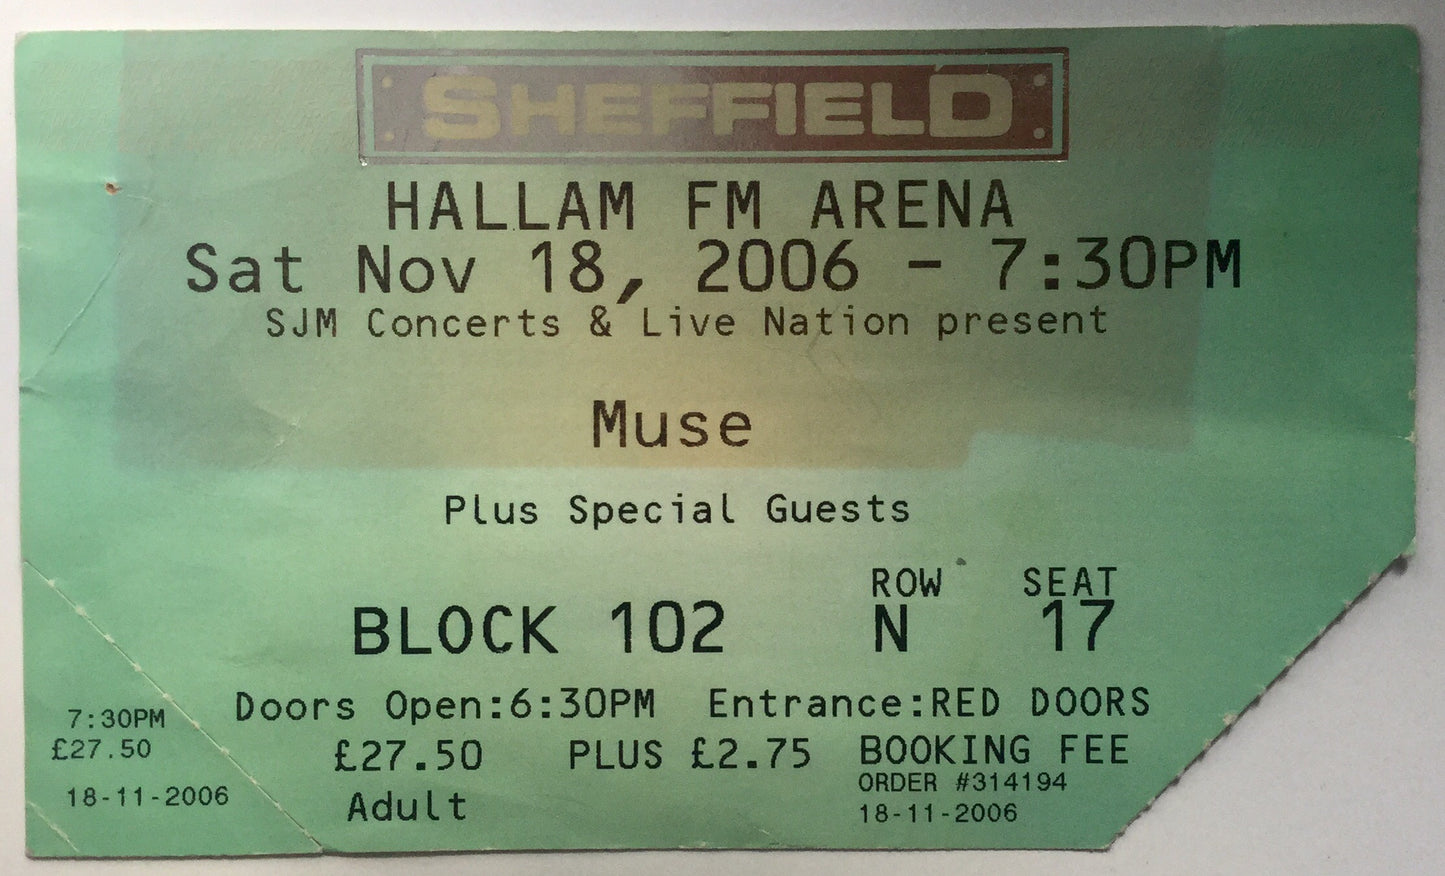 SHEFFIELD
HALLAM FM ARENA
Sat Nov 18, 2006 - 7:30PM
SJM Concerts & Live Nation present
Muse
Plus Special Guests
ROW SEAT
BLOCK 102 N 17
Doors Open:6:30PM Entrance:RED DOORS
£27.50 PLUS £2.75 BOOKING FEE
Adult
ORDER #314194
18-11-2006
7:30PM
£27.50
18-11-2006